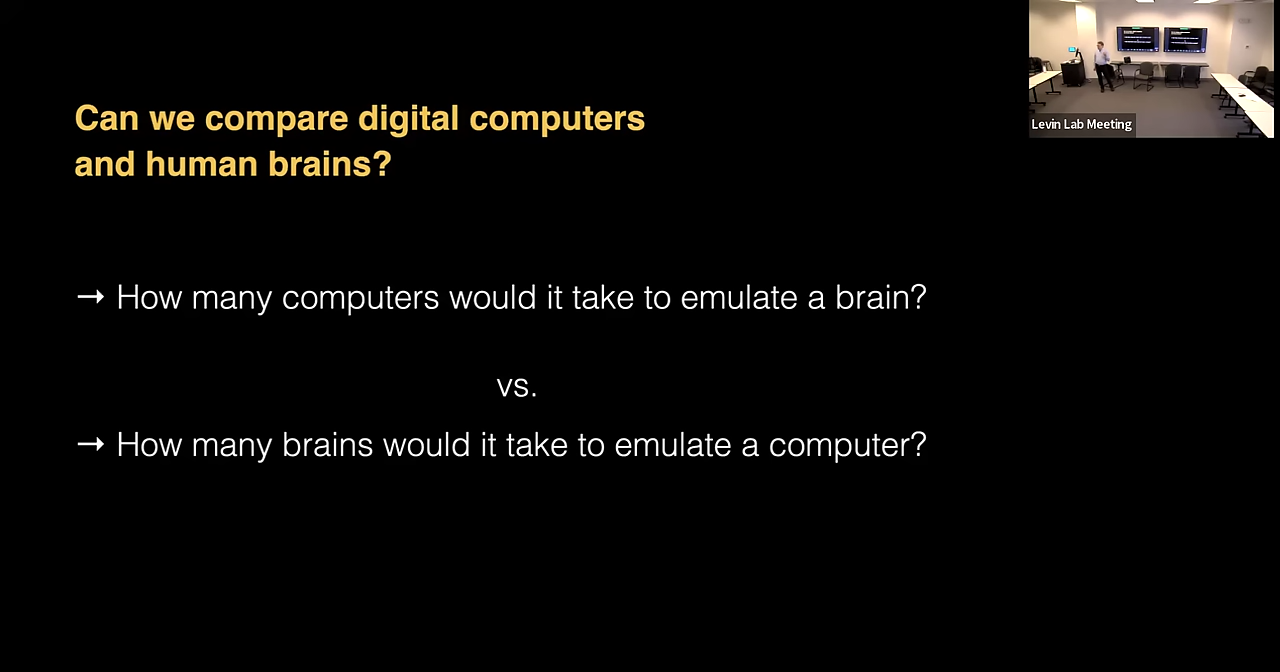 Can we compare digital computers
and human brains?
→ How many computers would it take to emulate a brain?
vs.
→ How many brains would it take to emulate a computer?
Levin Lab Meeting